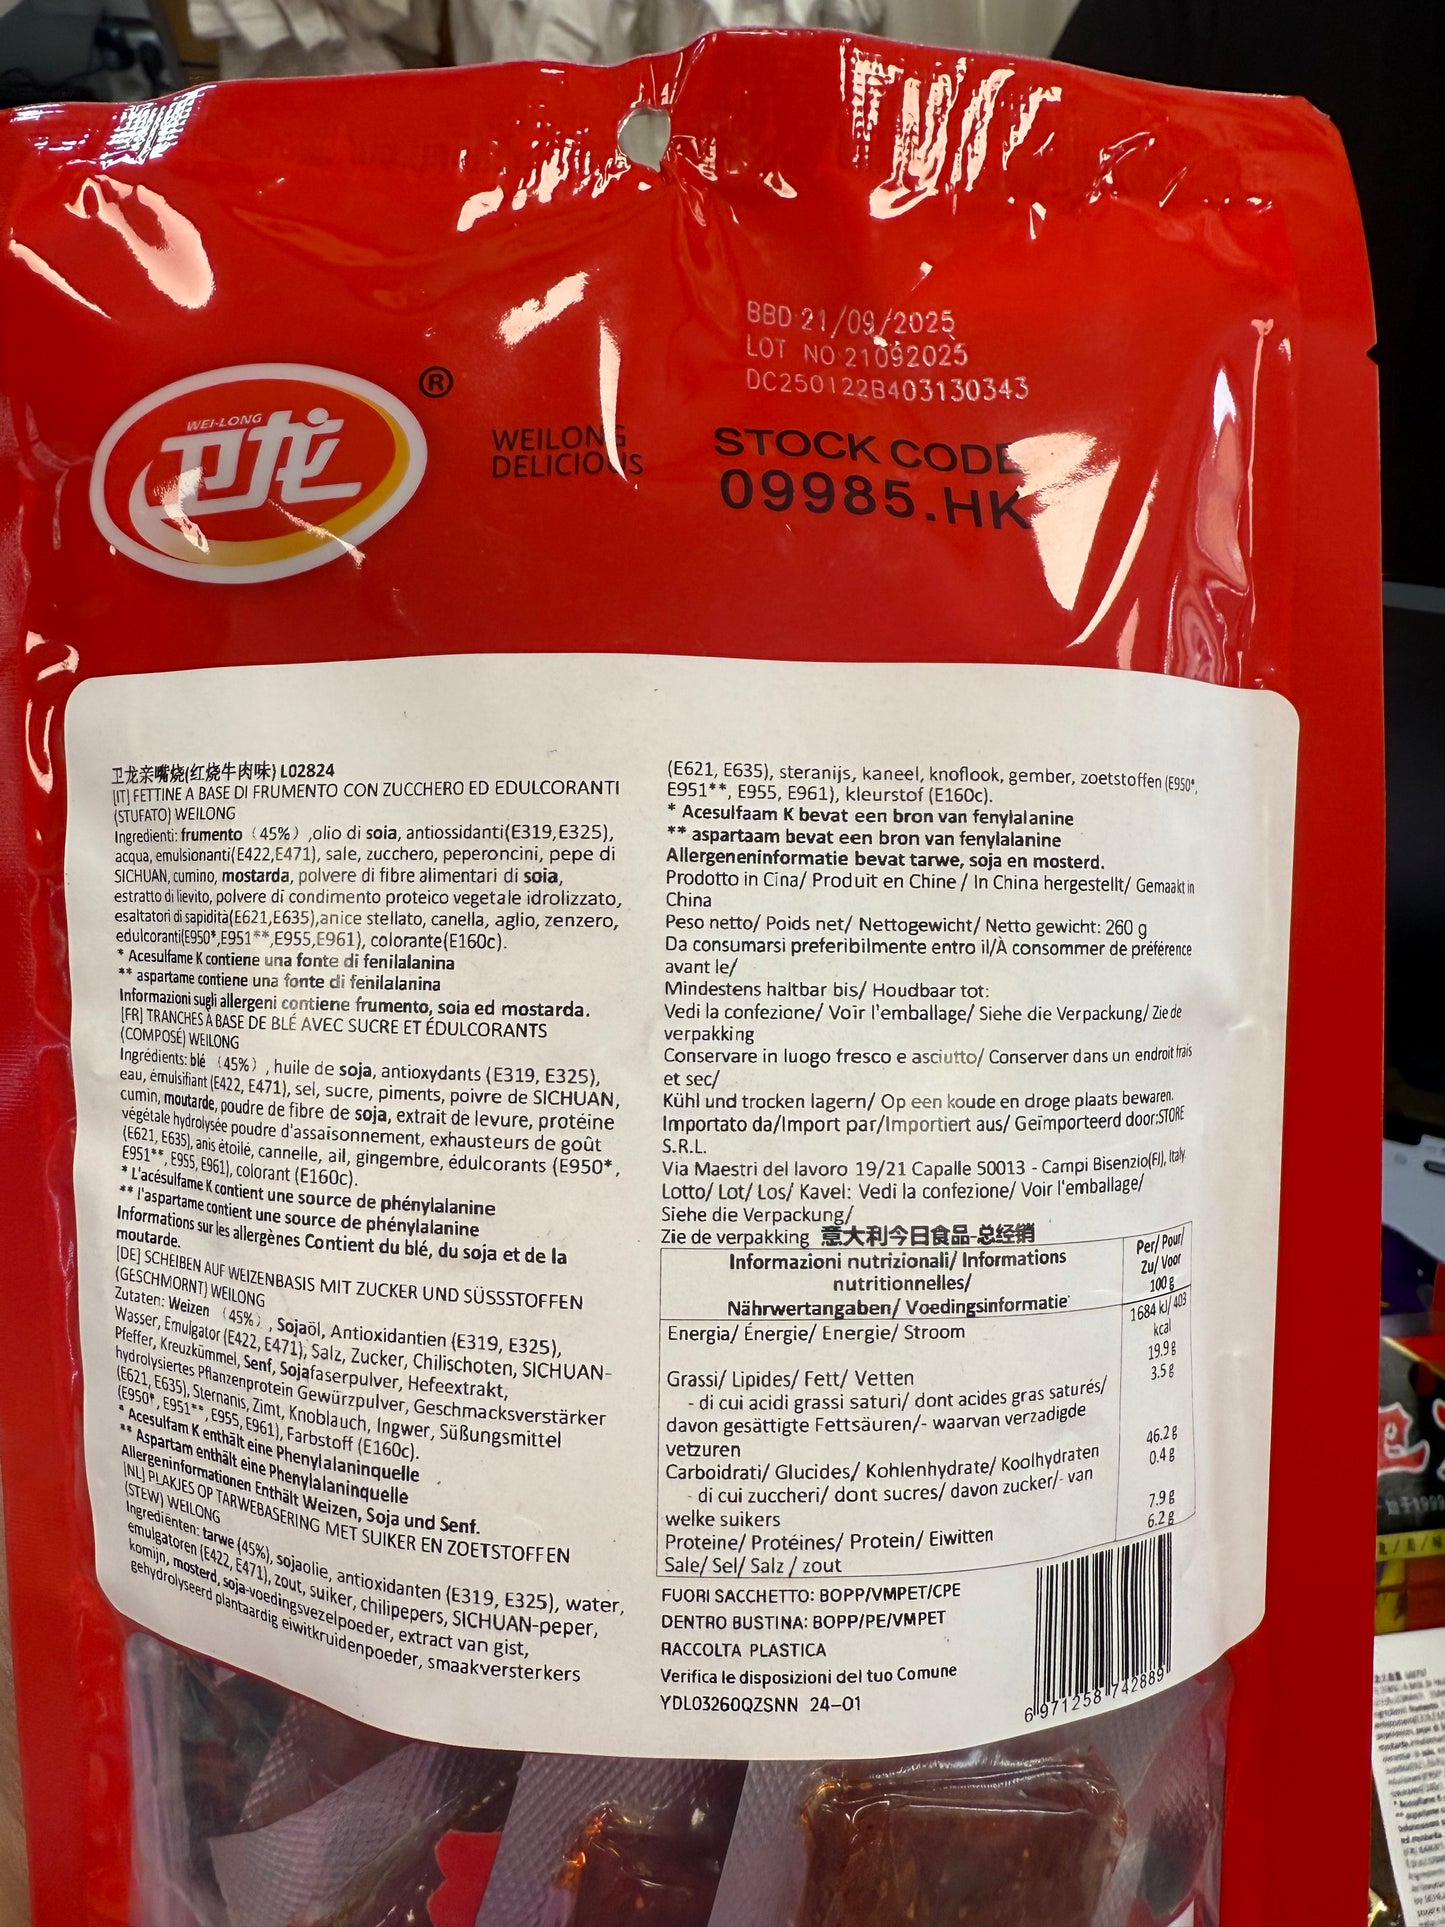 BBD 21/09/2025
LOT NO 21092025
DC250122B403130343
®
WEI-LONG
卫龙
WEILONG
DELICIOUS
STOCK CODE
09985.HK
卫龙亲嘴烧(红烧牛肉味) L02824
[IT] FETTINE A BASE DI FRUMENTO CON ZUCCHERO ED EDULCORANTI
(STUFATO) WEILONG
Ingredienti: frumento（45%）,olio di soia, antiossidanti(E319,E325),
acqua, emulsionanti(E422,E471), sale, zucchero, peperoncini, pepe di
SICHUAN, cumino, mostarda, polvere di fibre alimentari di soia,
estratto di lievito, polvere di condimento proteico vegetale idrolizzato,
esaltatori di sapidità(E621,E635),anice stellato, canella, aglio, zenzero,
edulcoranti(E950*,E951**,E955,E961), colorante(E160c).
* Acesulfame K contiene una fonte di fenilalanina
** aspartame contiene una fonte di fenilalanina
Informazioni sugli allergeni contiene frumento, soia ed mostarda.
[FR] TRANCHES À BASE DE BLÉ AVEC SUCRE ET ÉDULCORANTS
(COMPOSÉ) WEILONG
Ingrédients: blé（45%）, huile de soja, antioxydants (E319, E325),
eau, émulsifiant (E422, E471), sel, sucre, piments, poivre de SICHUAN,
cumin, moutarde, poudre de fibre de soja, extrait de levure, protéine
végétale hydrolysée poudre d'assaisonnement, exhausteurs de goût
(E621, E635), anis étoilé, cannelle, ail, gingembre, édulcorants (E950*,
E951**, E955, E961), colorant (E160c).
* L'acésulfame K contient une source de phénylalanine
** l'aspartame contient une source de phénylalanine
Informations sur les allergènes Contient du blé, du soja et de la
moutarde.
[DE] SCHEIBEN AUF WEIZENBASIS MIT ZUCKER UND SÜSSSTOFFEN
(GESCHMORNT) WEILONG
Zutaten: Weizen（45%）, Sojaöl, Antioxidantien (E319, E325),
Wasser, Emulgator (E422, E471), Salz, Zucker, Chilischoten, SICHUAN-
Pfeffer, Kreuzkümmel, Senf, Sojafaserpulver, Hefeextrakt,
hydrolysiertes Pflanzenprotein Gewürzpulver, Geschmacksverstärker
(E621, E635), Sternanis, Zimt, Knoblauch, Ingwer, Süßungsmittel
(E950*, E951**, E955, E961), Farbstoff (E160c).
* Acesulfam K enthält eine Phenylalaninquelle
** Aspartam enthält eine Phenylalaninquelle
Allergeninformationen Enthält Weizen, Soja und Senf.
[NL] PLAKJES OP TARWEBASERING MET SUIKER EN ZOETSTOFFEN
(STEW) WEILONG
Ingrediënten: tarwe (45%), sojaolie, antioxidanten (E319, E325), water,
emulgatoren (E422, E471), zout, suiker, chilipepers, SICHUAN-peper,
komijn, mosterd, soja-voedingsvezelpoeder, extract van gist,
gehydrolyseerd plantaardig eiwitkruidenpoeder, smaakversterkers
(E621, E635), steranijs, kaneel, knoflook, gember, zoetstoffen (E950*,
E951**, E955, E961), kleurstof (E160c).
* Acesulfaam K bevat een bron van fenylalanine
** aspartaam bevat een bron van fenylalanine
Allergeneninformatie bevat tarwe, soja en mosterd.
Prodotto in Cina/ Produit en Chine / In China hergestellt/ Gemaakt in
China
Peso netto/ Poids net/ Nettogewicht/ Netto gewicht: 260 g
Da consumarsi preferibilmente entro il/À consommer de préférence
avant le/
Mindestens haltbar bis/ Houdbaar tot:
Vedi la confezione/ Voir l'emballage/ Siehe die Verpackung/ Zie de
verpakking
Conservare in luogo fresco e asciutto/ Conserver dans un endroit frais
et sec/
Kühl und trocken lagern/ Op een koude en droge plaats bewaren.
Importato da/Import par/Importiert aus/ Geïmporteerd door:STORE
S.R.L.
Via Maestri del lavoro 19/21 Capalle 50013 - Campi Bisenzio(FI), Italy.
Lotto/ Lot/ Los/ Kavel: Vedi la confezione/ Voir l'emballage/
Siehe die Verpackung/
Zie de verpakking 意大利今日食品-总经销
Informazioni nutrizionali/ Informations
nutritionnelles/
Nährwertangaben/ Voedingsinformatie
Per/ Pour/
Zu/ Voor
100 g
Energia/ Énergie/ Energie/ Stroom
1684 kJ/ 403
kcal
Grassi/ Lipides/ Fett/ Vetten
19.9 g
- di cui acidi grassi saturi/ dont acides gras saturés/
3.5 g
davon gesättigte Fettsäuren/- waarvan verzadigde
vetzuren
Carboidrati/ Glucides/ Kohlenhydrate/ Koolhydraten
46.2 g
- di cui zuccheri/ dont sucres/ davon zucker/- van
0.4 g
welke suikers
Proteine/ Protéines/ Protein/ Eiwitten
7.9 g
Sale/ Sel/ Salz / zout
6.2 g
FUORI SACCHETTO: BOPP/VMPET/CPE
DENTRO BUSTINA: BOPP/PE/VMPET
RACCOLTA PLASTICA
Verifica le disposizioni del tuo Comune
YDL03260QZSNN 24-01
6 971258 742889